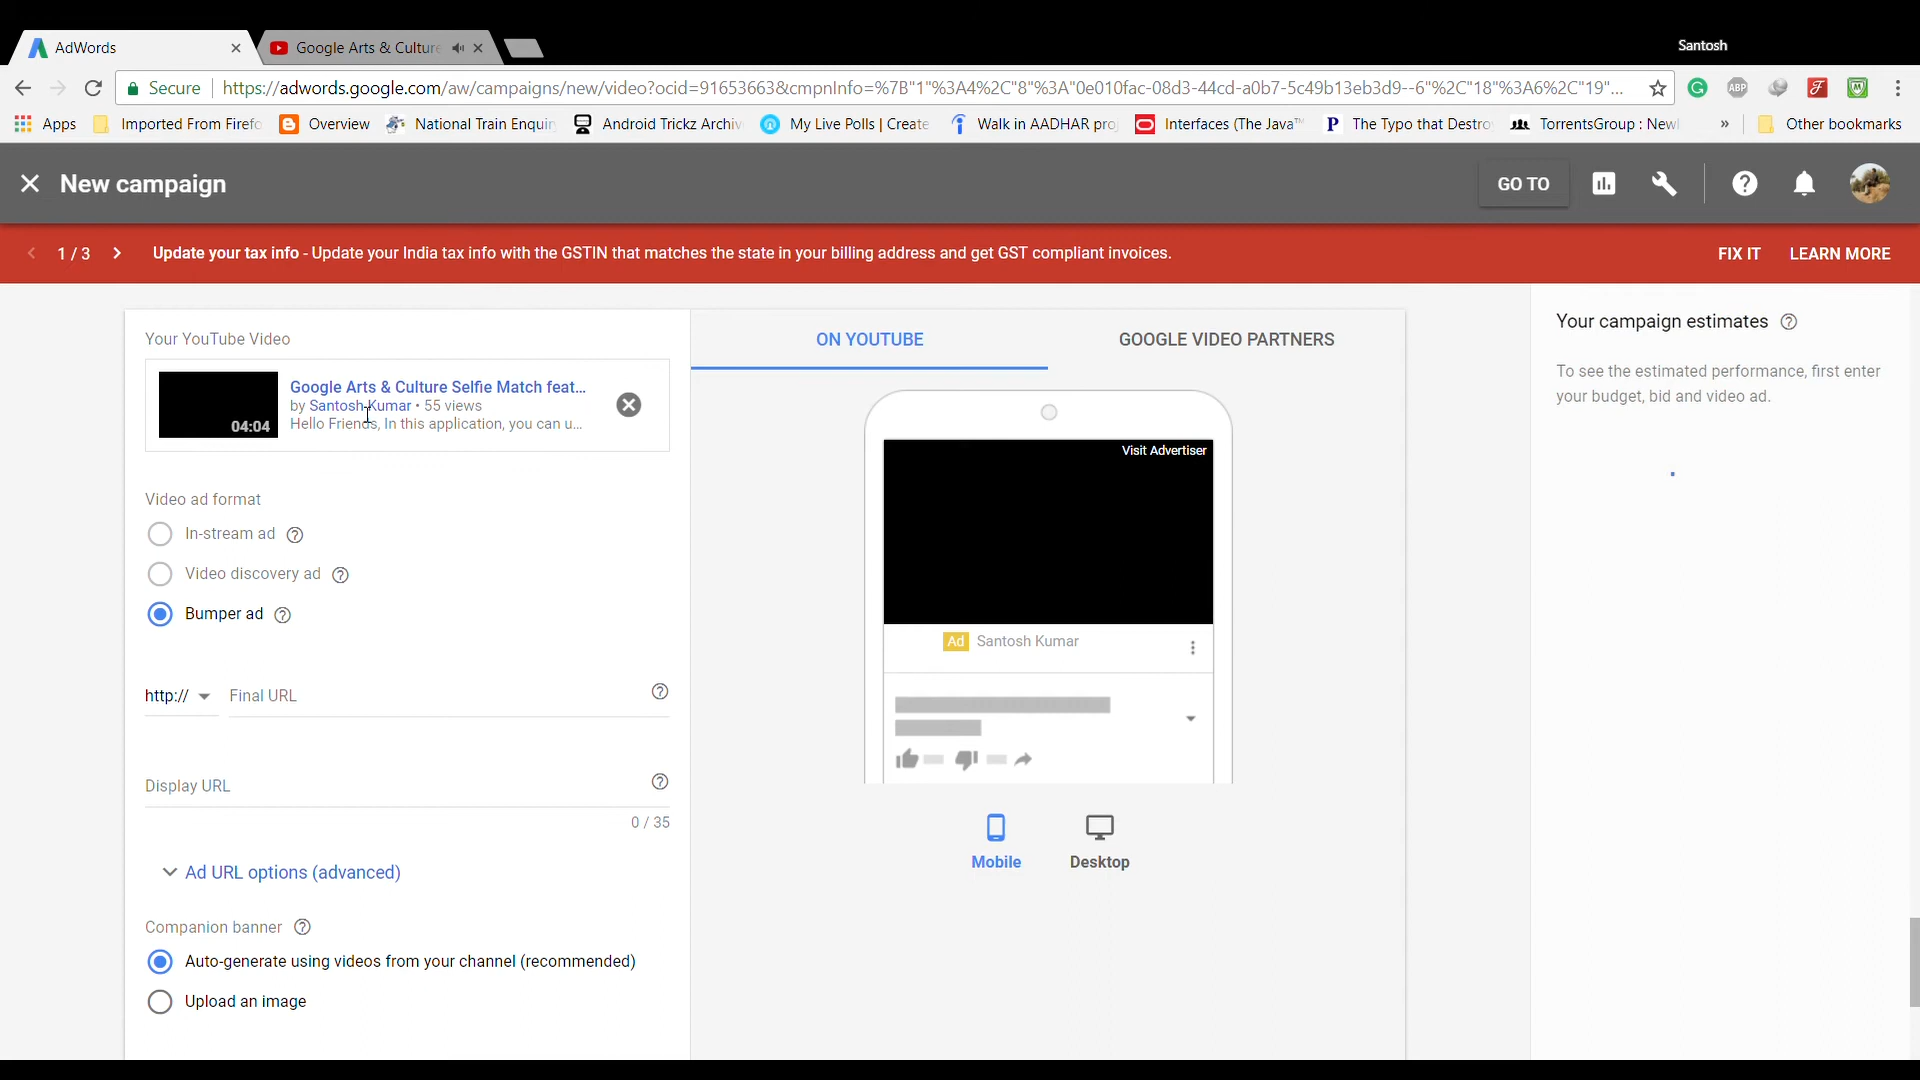 Santosh
AdWords
Google Arts & Culture
Secure
https://adwords.google.com/aw/campaigns/new/video?ocid=91653663&cmpnInfo=%7B"1"%3A4%2C"8"%3A"0e010fac-08d3-44cd-a0b7-5c49b13eb3d9--6"%2C"18"%3A6%2C"19"...
ABP
Apps
Imported From Firefo
Overview
National Train Enquir
Android Trickz Archiv
My Live Polls | Create
Walk in AADHAR pro
Interfaces (The Java™
The Typo that Destro
TorrentsGroup : New
»
Other bookmarks
New campaign
GO TO
1 / 3
Update your tax info - Update your India tax info with the GSTIN that matches the state in your billing address and get GST compliant invoices.
FIX IT
LEARN MORE
Your YouTube Video
04:04
Google Arts & Culture Selfie Match feat...
by Santosh Kumar • 55 views
Hello Friends, In this application, you can u...
Video ad format
In-stream ad
Video discovery ad
Bumper ad
http://
Final URL
Display URL
0 / 35
Ad URL options (advanced)
Companion banner
Auto-generate using videos from your channel (recommended)
Upload an image
ON YOUTUBE
GOOGLE VIDEO PARTNERS
Visit Advertiser
Ad
Santosh Kumar
Mobile
Desktop
Your campaign estimates
To see the estimated performance, first enter
your budget, bid and video ad.